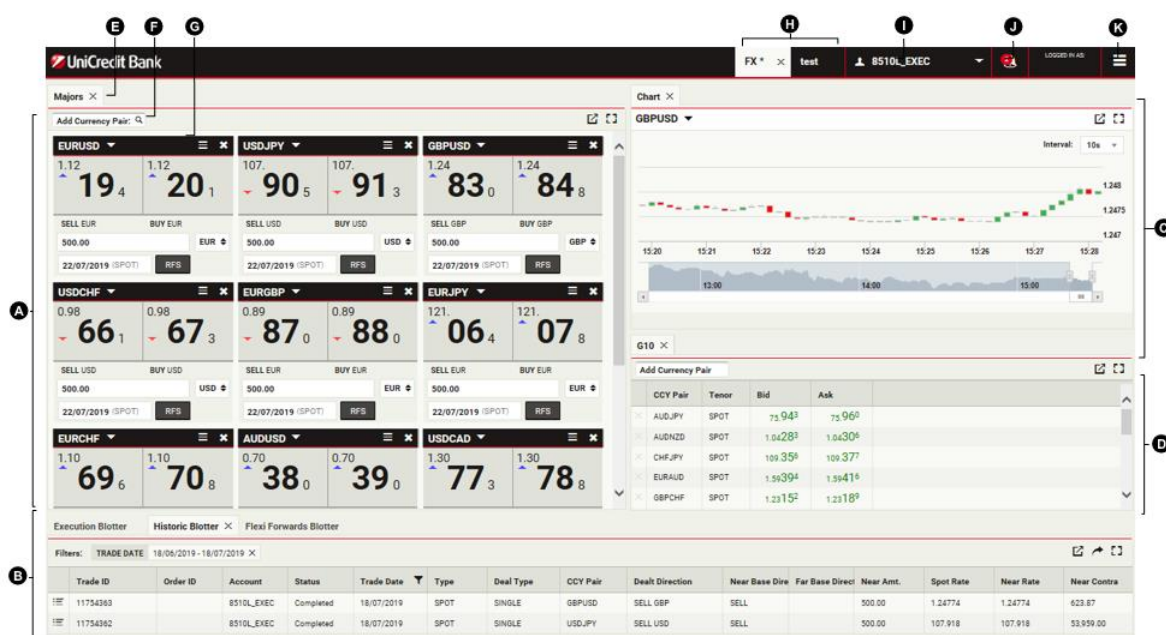 E F G H I J K
UniCredit Bank FX * × test 8510L_EXEC LOGGED IN AS:
Majors × Chart ×
Add Currency Pair: GBPUSD
EURUSD USDJPY GBPUSD
1.12 19 4 1.12 20 1 107. 90 5 107. 91 3 1.24 83 0 1.24 84 8
SELL EUR BUY EUR SELL USD BUY USD SELL GBP BUY GBP
500.00 EUR 500.00 USD 500.00 GBP
22/07/2019 (SPOT) RFS 22/07/2019 (SPOT) RFS 22/07/2019 (SPOT) RFS
Interval: 10s
1.248
1.2475
1.247
15:20 15:21 15:22 15:23 15:24 15:25 15:26 15:27 15:28
13:00 14:00 15:00
C
A
USDCHF EURGBP EURJPY
0.98 66 1 0.98 67 3 0.89 87 0 0.89 88 0 121. 06 4 121. 07 8
SELL USD BUY USD SELL EUR BUY EUR SELL EUR BUY EUR
500.00 USD 500.00 EUR 500.00 EUR
22/07/2019 (SPOT) RFS 22/07/2019 (SPOT) RFS 22/07/2019 (SPOT) RFS
EURCHF AUDUSD USDCAD
1.10 69 6 1.10 70 8 0.70 38 0 0.70 39 0 1.30 77 3 1.30 78 8
G10 ×
Add Currency Pair
CCY Pair Tenor Bid Ask
AUDJPY SPOT 75.943 75.960
AUDNZD SPOT 1.04283 1.04306
CHFJPY SPOT 109.356 109.377
EURAUD SPOT 1.59394 1.59416
GBPCHF SPOT 1.23152 1.23189
D
Execution Blotter Historic Blotter × Flexi Forwards Blotter
Filters: TRADE DATE 18/06/2019 - 18/07/2019 ×
B
Trade ID Order ID Account Status Trade Date Type Deal Type CCY Pair Dealt Direction Near Base Dire Far Base Direct Near Amt. Spot Rate Near Rate Near Contra
11754363 8510L_EXEC Completed 18/07/2019 SPOT SINGLE GBPUSD SELL GBP SELL 500.00 1.24774 1.24774 623.87
11754362 8510L_EXEC Completed 18/07/2019 SPOT SINGLE USDJPY SELL USD SELL 500.00 107.918 107.918 53,959.00